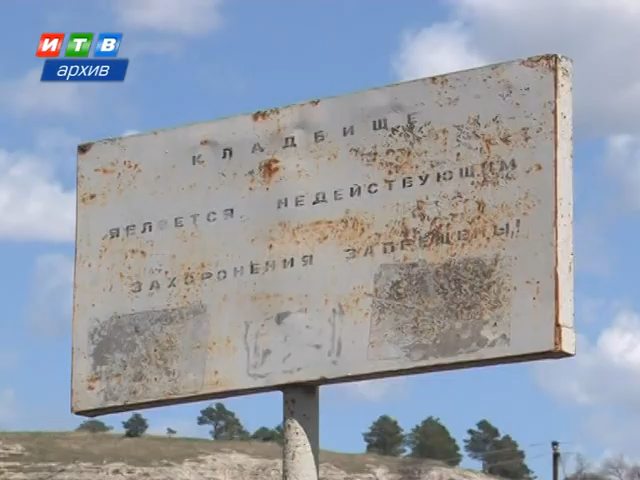 ИТВ
архив
КЛАДБИЩЕ
ЯВЛЯЕТСЯ НЕДЕЙСТВУЮЩИМ
ЗАХОРОНЕНИЯ ЗАПРЕЩЕНЫ!